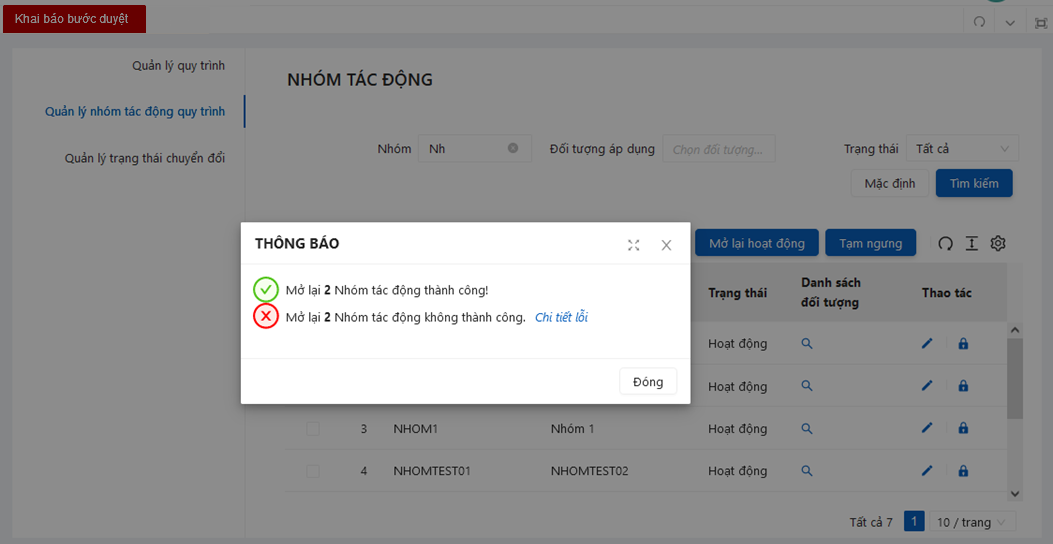 Khai báo bước duyệt
Quản lý quy trình
Quản lý nhóm tác động quy trình
Quản lý trạng thái chuyển đổi
NHÓM TÁC ĐỘNG
Nhóm Nh Đối tượng áp dụng Chọn đối tượng... Trạng thái Tất cả
Mặc định Tìm kiếm
Mở lại hoạt động Tạm ngưng
THÔNG BÁO
Mở lại 2 Nhóm tác động thành công!
Mở lại 2 Nhóm tác động không thành công. Chi tiết lỗi
Đóng
Trạng thái Danh sách đối tượng Thao tác
Hoạt động
Hoạt động
3 NHOM1 Nhóm 1 Hoạt động
4 NHOMTEST01 NHOMTEST02 Hoạt động
Tất cả 7 1 10 / trang